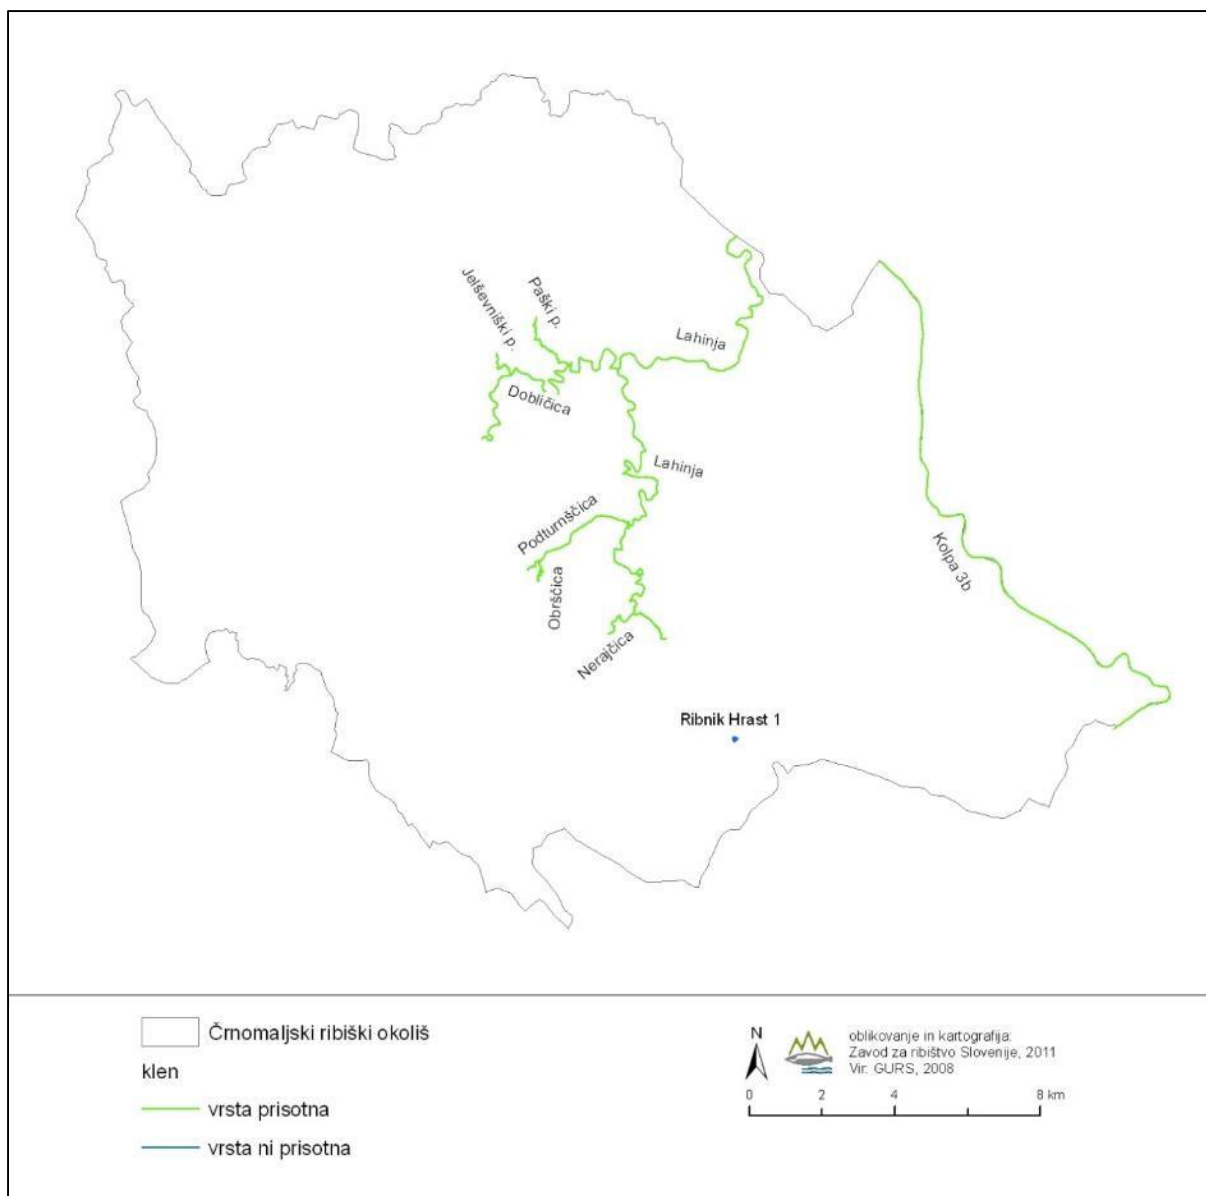 Jelševniški p.
Paški p.
Lahinja
Dobličica
Lahinja
Podturnščica
Obrščica
Nerajčica
Kolpa 3b
Ribnik Hrast 1
Črnomaljski ribiški okoliš
klen
vrsta prisotna
vrsta ni prisotna
N
oblikovanje in kartografija:
Zavod za ribištvo Slovenije, 2011
Vir: GURS, 2008
0 2 4 8 km